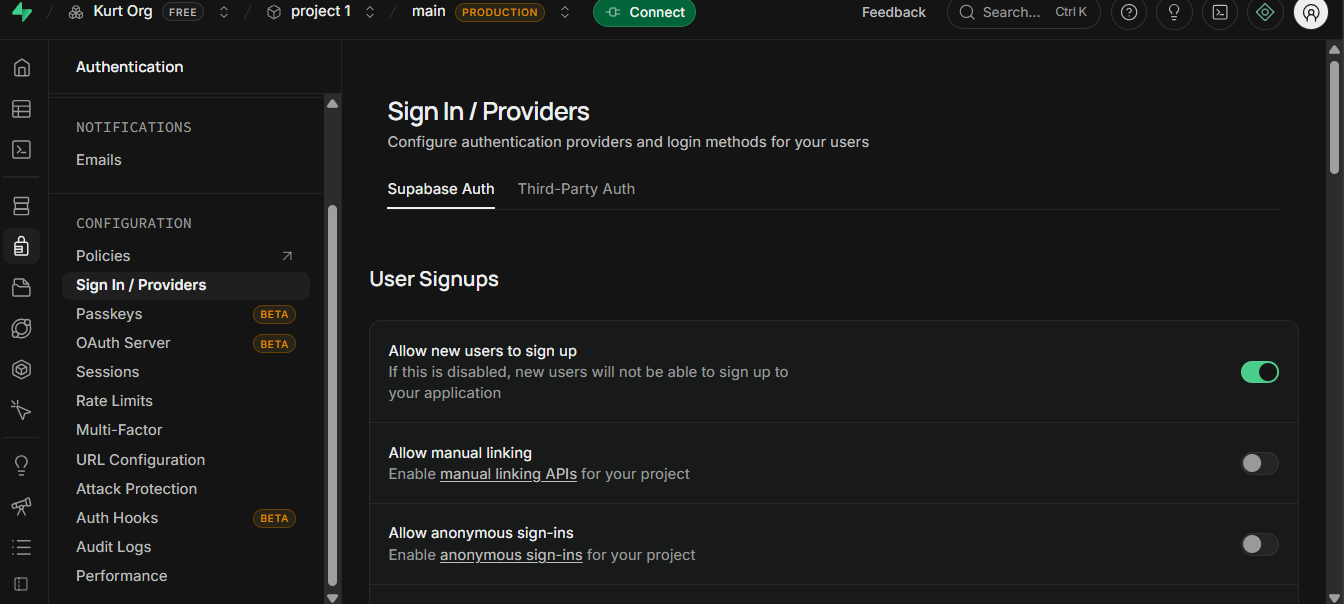 Kurt Org FREE project 1 main PRODUCTION Connect Feedback Search... Ctrl K
Authentication
NOTIFICATIONS
Emails
CONFIGURATION
Policies
Sign In / Providers
Passkeys BETA
OAuth Server BETA
Sessions
Rate Limits
Multi-Factor
URL Configuration
Attack Protection
Auth Hooks BETA
Audit Logs
Performance
Sign In / Providers
Configure authentication providers and login methods for your users
Supabase Auth Third-Party Auth
User Signups
Allow new users to sign up
If this is disabled, new users will not be able to sign up to
your application
Allow manual linking
Enable manual linking APIs for your project
Allow anonymous sign-ins
Enable anonymous sign-ins for your project